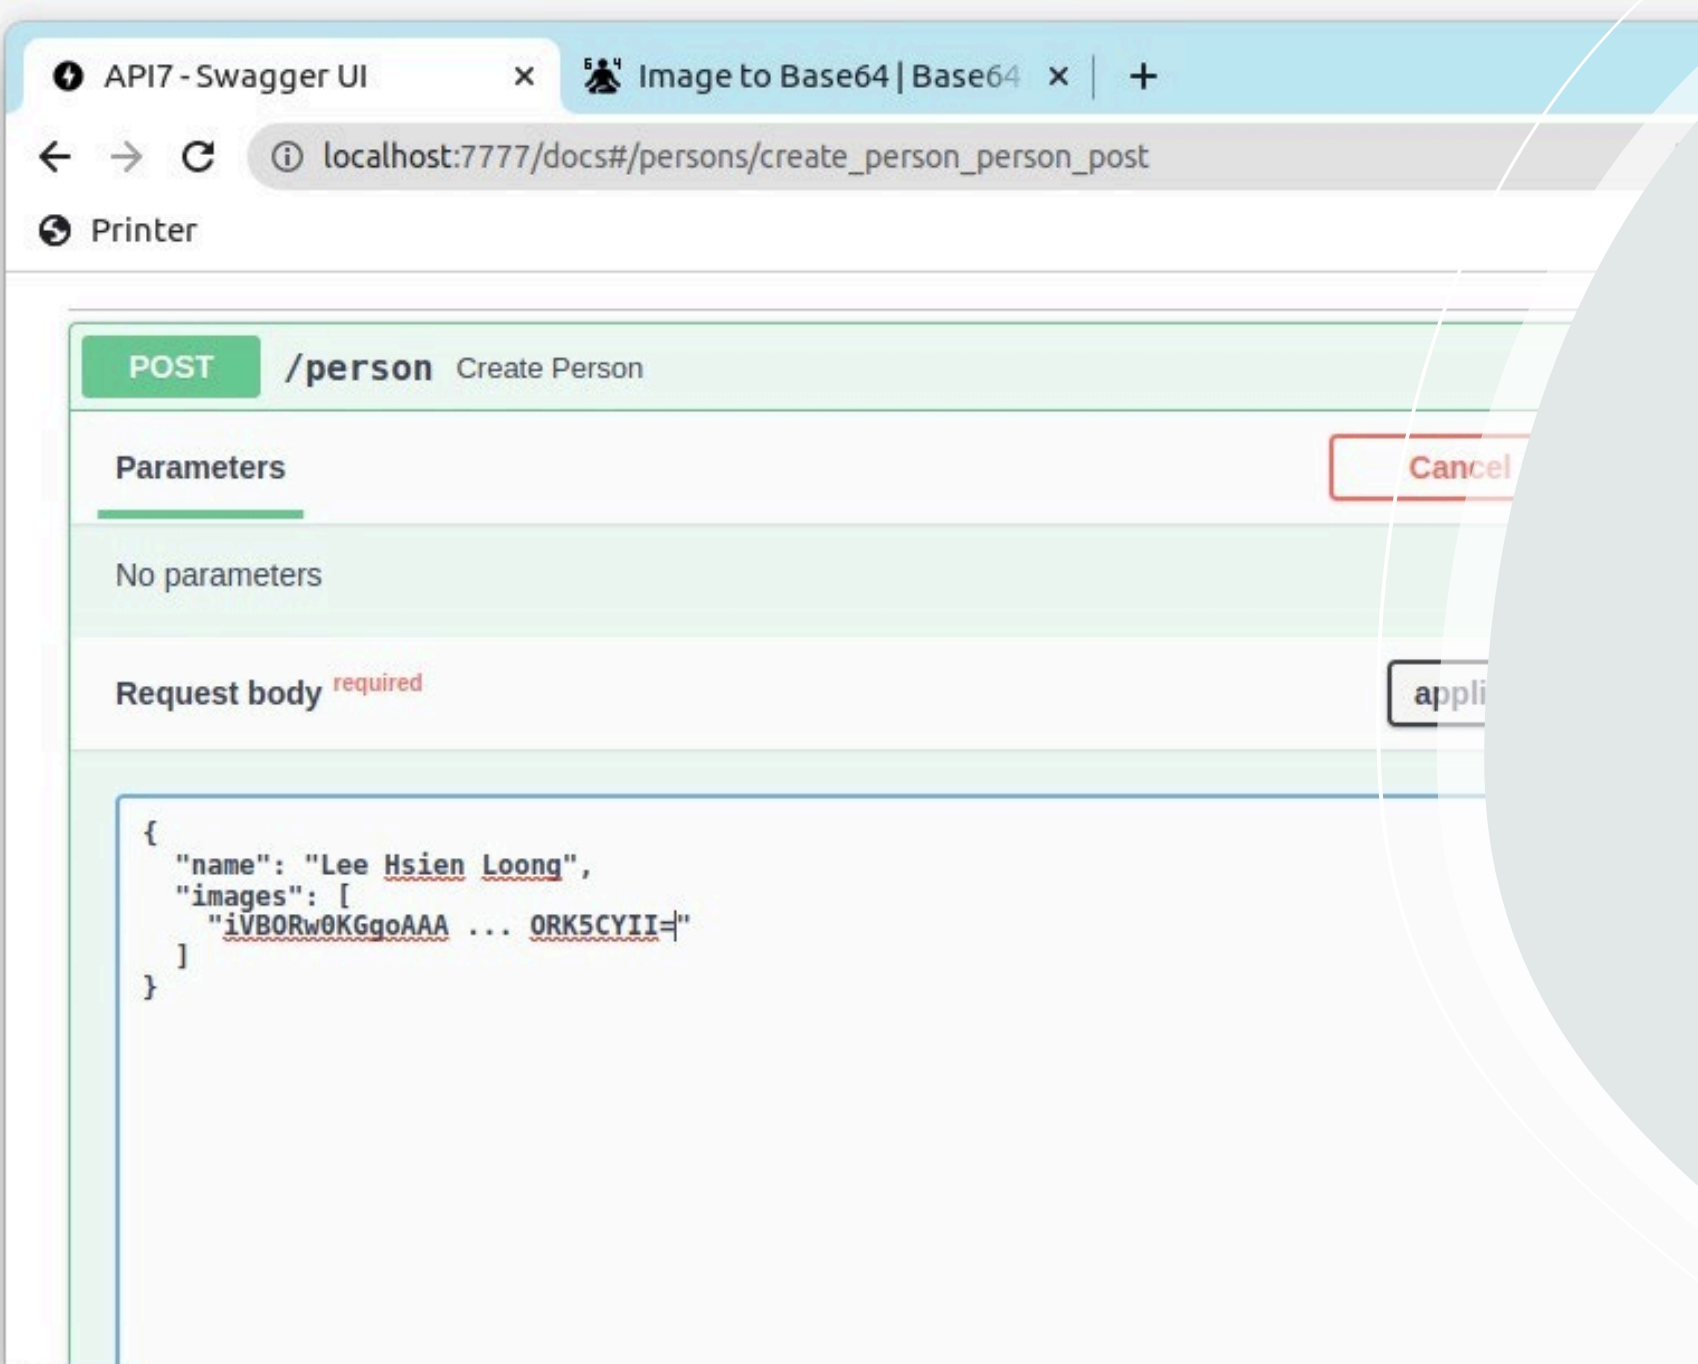 API7 - Swagger UI
Image to Base64 | Base64
localhost:7777/docs#/persons/create_person_person_post
Printer
POST /person Create Person
Parameters
Cancel
No parameters
Request body required
appli
{
"name": "Lee Hsien Loong",
"images": [
"iVBORw0KGgoAAA ... ORK5CYII="
]
}